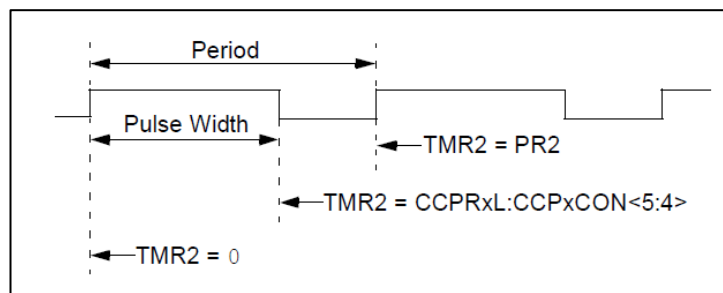 Period
Pulse Width
TMR2 = PR2
TMR2 = CCPRxL:CCPxCON<5:4>
TMR2 = 0